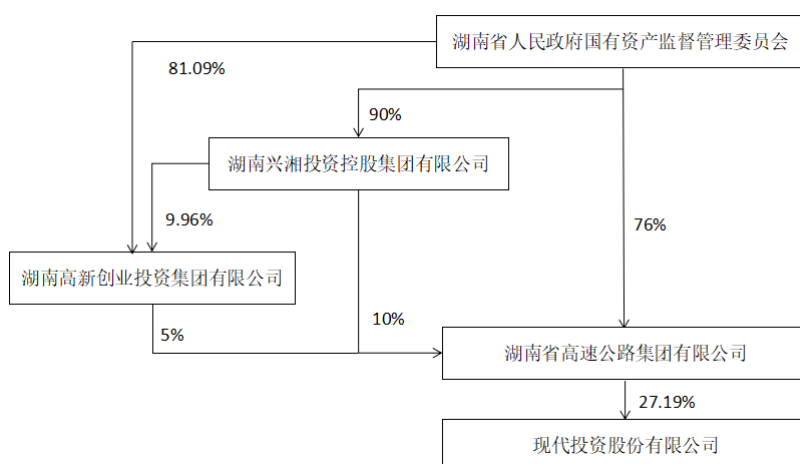 湖南省人民政府国有资产监督管理委员会
81.09%
90%
湖南兴湘投资控股集团有限公司
9.96%
76%
湖南高新创业投资集团有限公司
5%
10%
湖南省高速公路集团有限公司
27.19%
现代投资股份有限公司